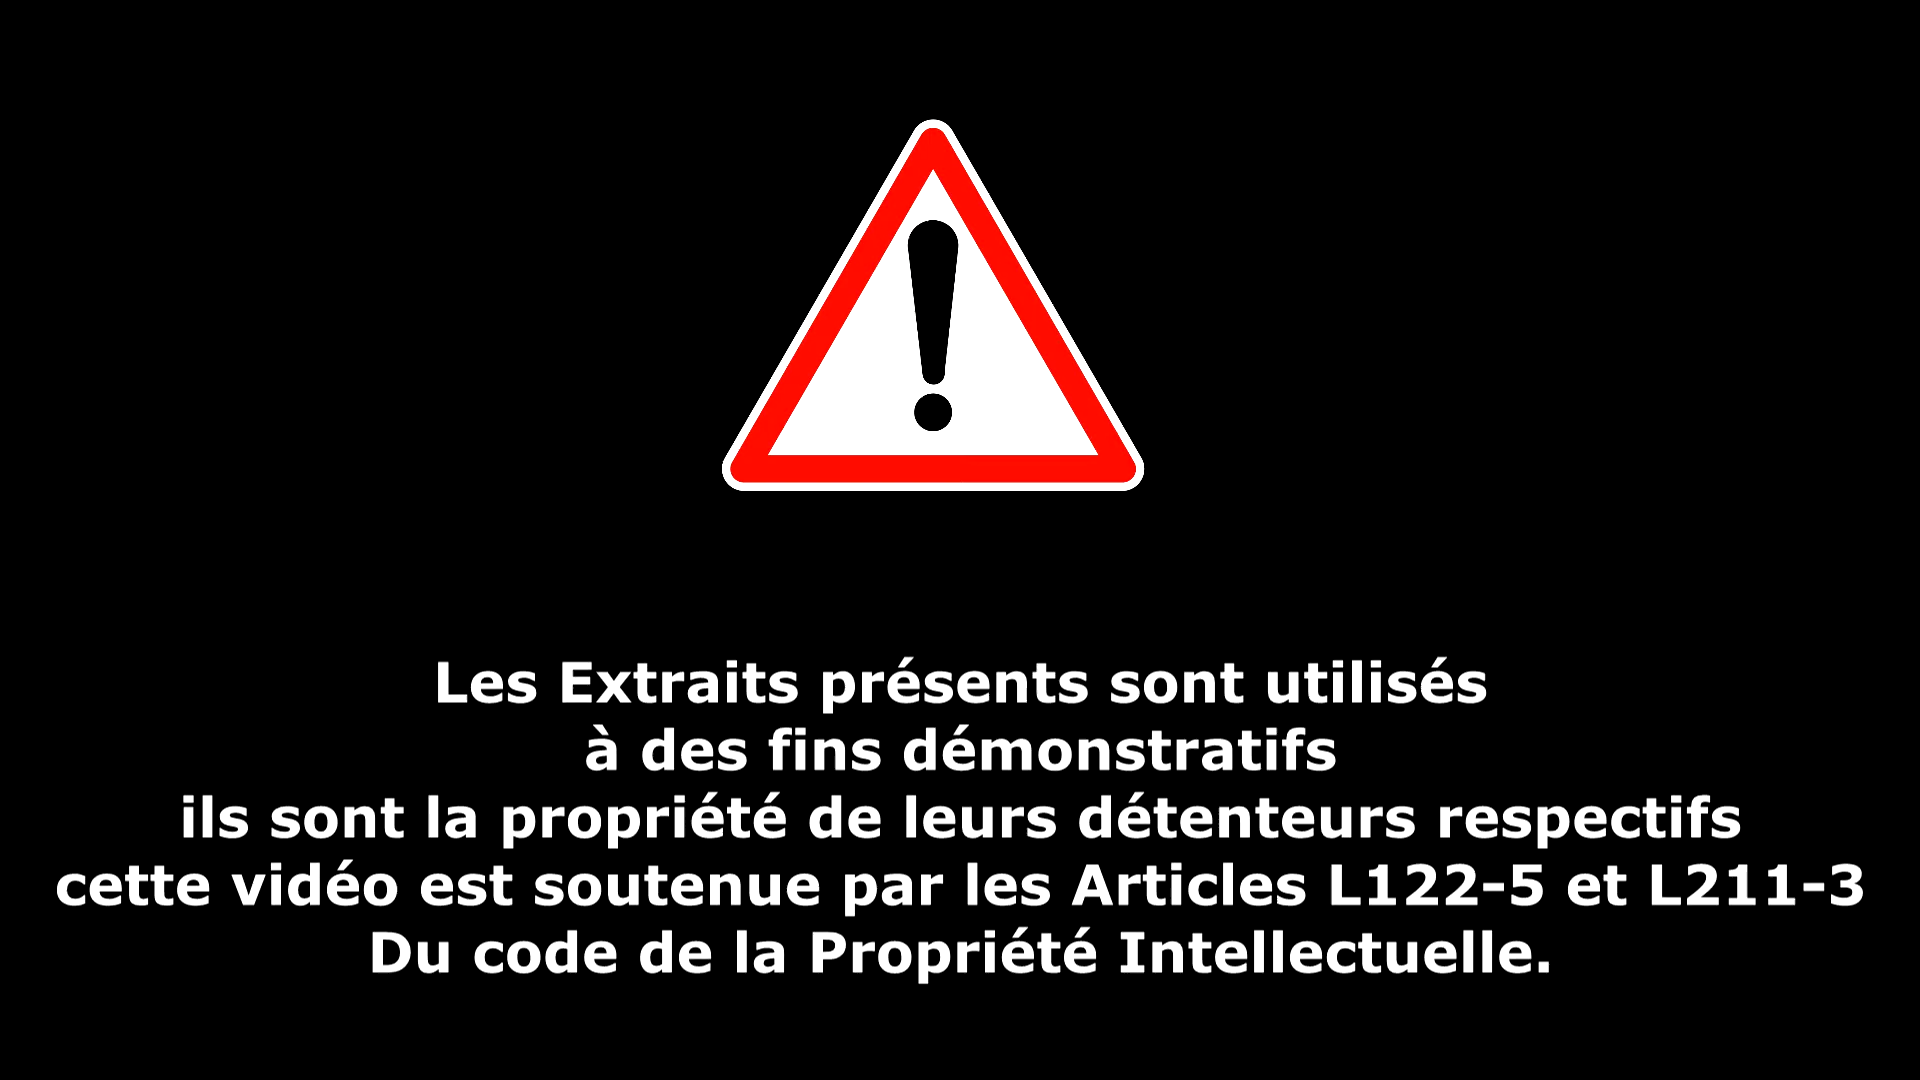 Les Extraits présents sont utilisés
à des fins démonstratifs
ils sont la propriété de leurs détenteurs respectifs
cette vidéo est soutenue par les Articles L122-5 et L211-3
Du code de la Propriété Intellectuelle.